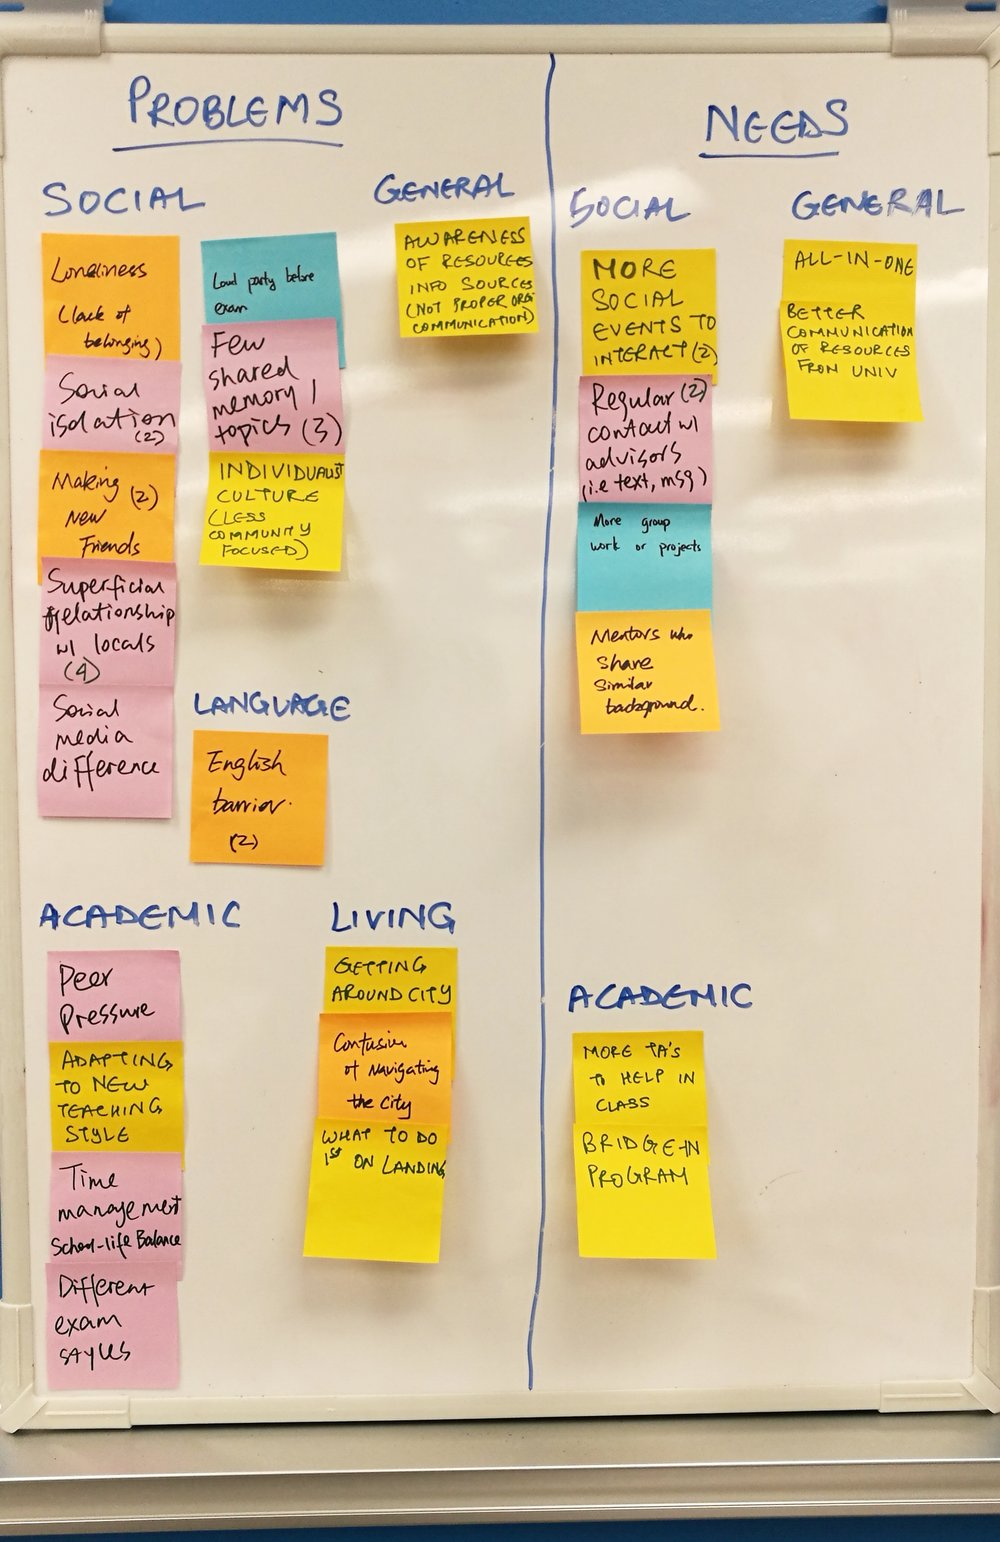 PROBLEMS
SOCIAL
Loneliness
(lack of
belonging)
Social
isolation
(2)
Making (2)
New
Friends
Superficial
relationship
w/ locals
(4)
Social
media
difference
Loud party before
exam
Few
shared
memory /
topics (3)
INDIVIDUALIST
CULTURE
(LESS
COMMUNITY
FOCUSED)
GENERAL
AWARENESS
OF RESOURCES
INFO SOURCES
(NOT PROPER ORG
COMMUNICATION)
LANGUAGE
English
barrier.
(2)
ACADEMIC
Peer
Pressure
ADAPTING
TO NEW
TEACHING
STYLE
Time
management
School-life Balance
Different
exam
styles
LIVING
GETTING
AROUND CITY
Confusion
of Navigating
the City
WHAT TO DO
1st ON LANDING
NEEDS
SOCIAL
MORE
SOCIAL
EVENTS TO
INTERACT (2)
Regular (2)
contact w/
advisors
(i.e text, msg)
More group
work or projects
Mentors who
Share
Similar
background.
GENERAL
ALL-IN-ONE
BETTER
COMMUNICATION
OF RESOURCES
FROM UNIV
ACADEMIC
MORE TA's
TO HELP IN
CLASS
BRIDGE-IN
PROGRAM